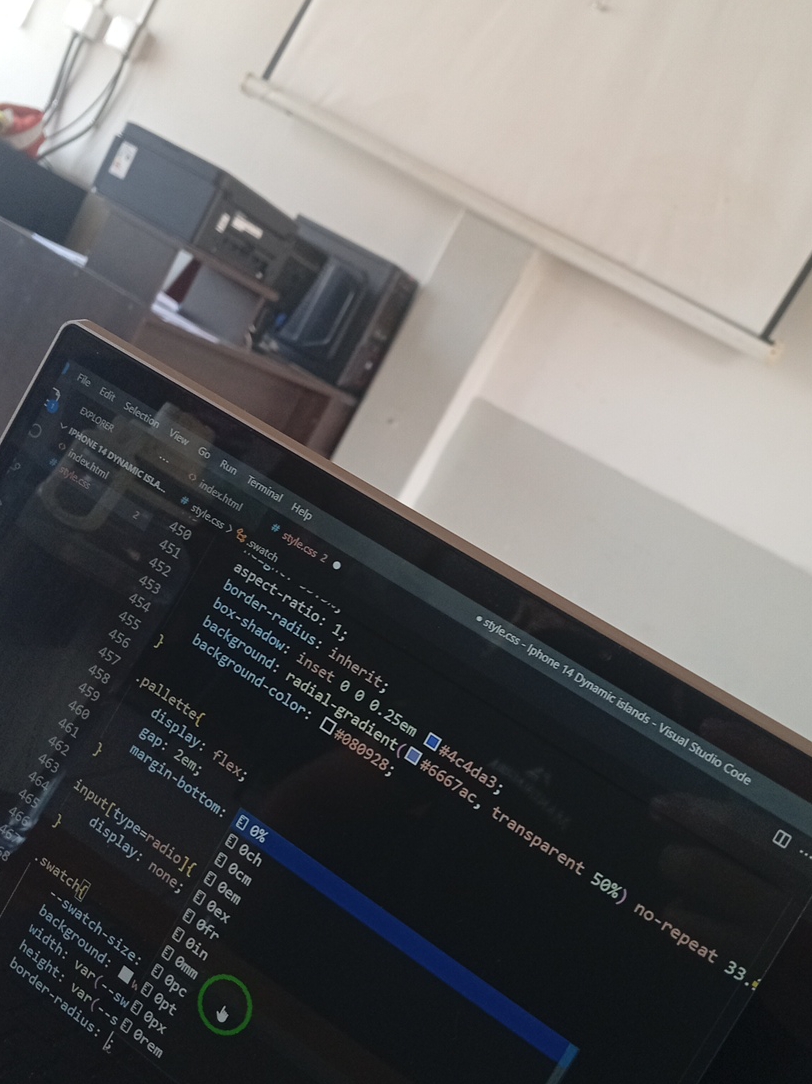 File Edit Selection View Go Run Terminal Help
● style.css - Iphone 14 Dynamic islands - Visual Studio Code
EXPLORER
IPHONE 14 DYNAMIC ISLA...
index.html
style.css 2
index.html
# style.css 2 ●
# style.css > .swatch
450
451
452
453
454
455
456
457
458
459
460
461
462
463
464
aspect-ratio: 1;
border-radius: inherit;
box-shadow: inset 0 0 0.25em #4c4da3;
background: radial-gradient(#6667ac, transparent 50%) no-repeat 33.
background-color: #080928;
}
.pallette{
display: flex;
gap: 2em;
margin-bottom:
}
input[type=radio]{
display: none;
}
.swatch{
--swatch-size:
background:
width: var(--sw
height: var(--s
border-radius: ;
0%
0ch
0cm
0em
0ex
0fr
0in
0mm
0pc
0pt
0px
0rem